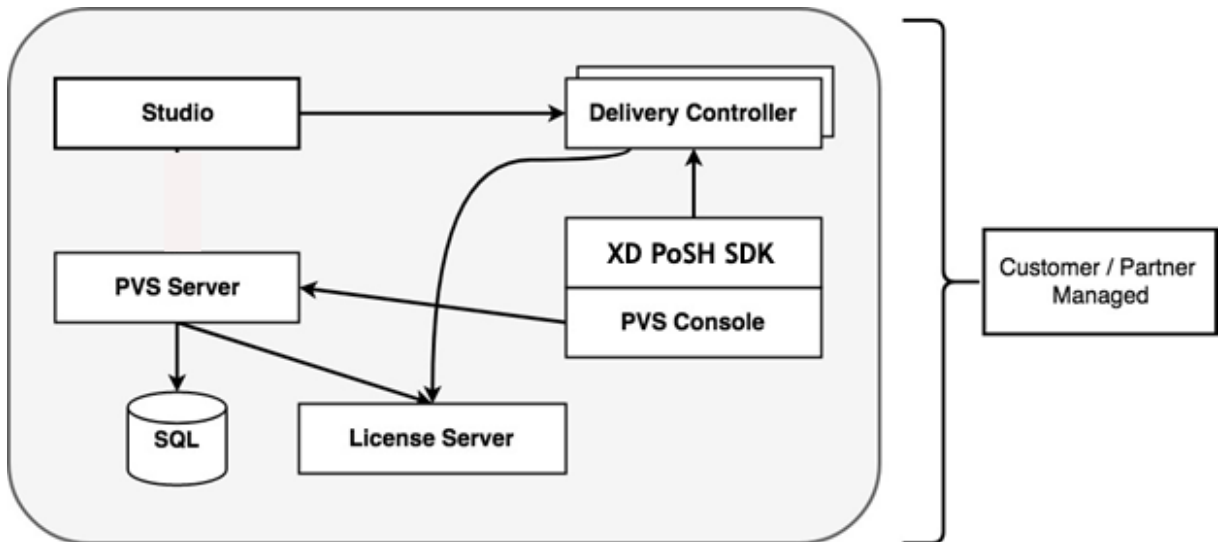 Studio
Delivery Controller
XD PoSH SDK
PVS Server
PVS Console
Customer / Partner
Managed
SQL
License Server